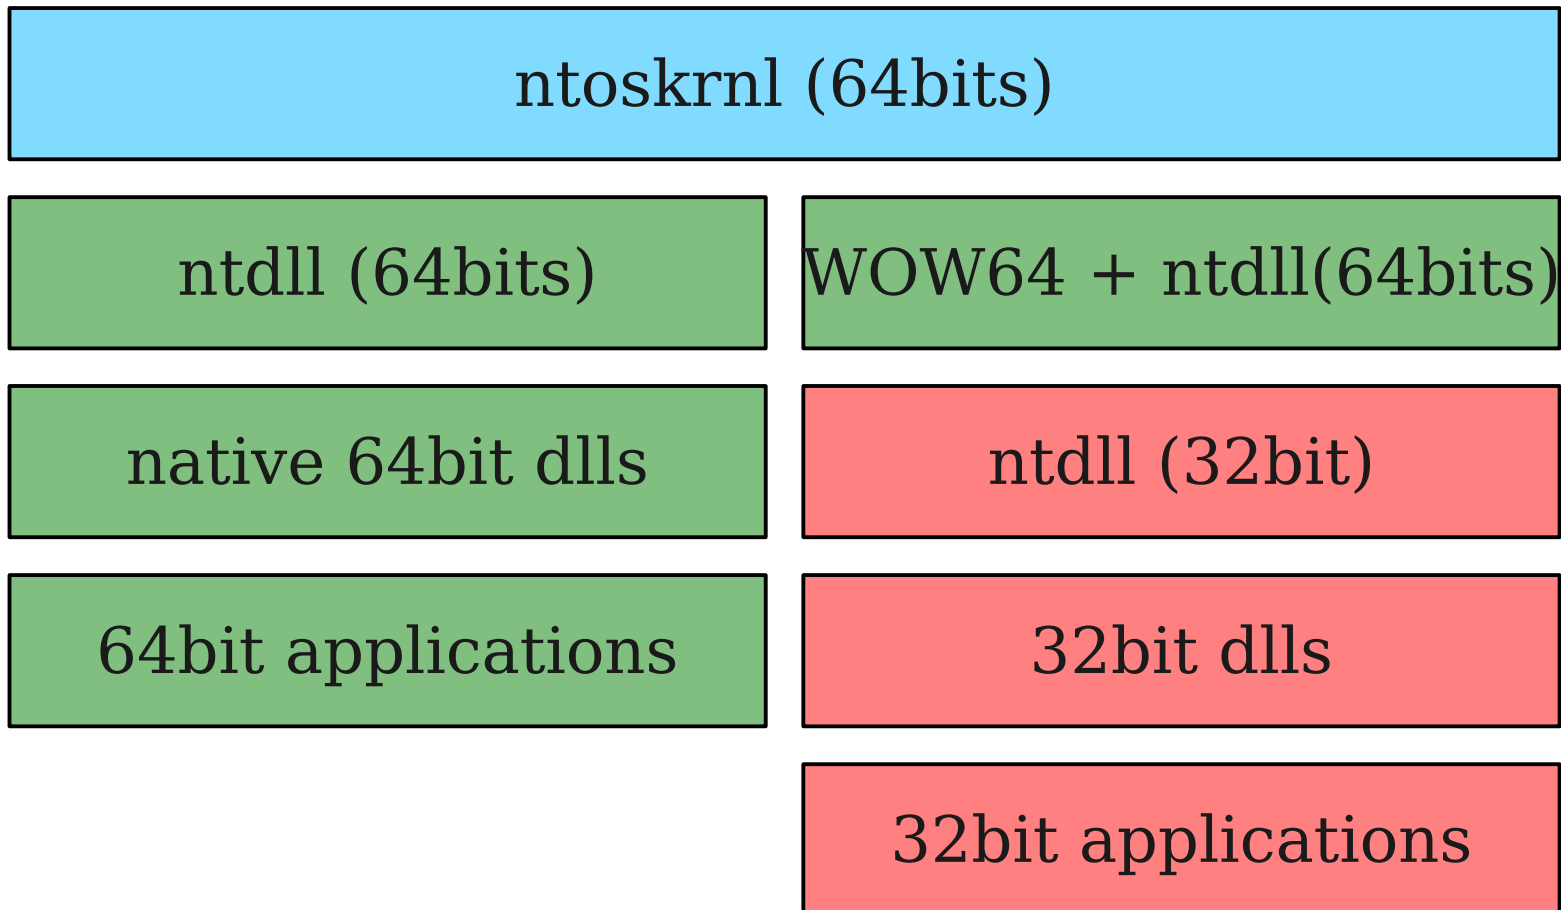 ntoskrnl (64bits)
ntdll (64bits)
WOW64 + ntdll(64bits)
native 64bit dlls
ntdll (32bit)
64bit applications
32bit dlls
32bit applications